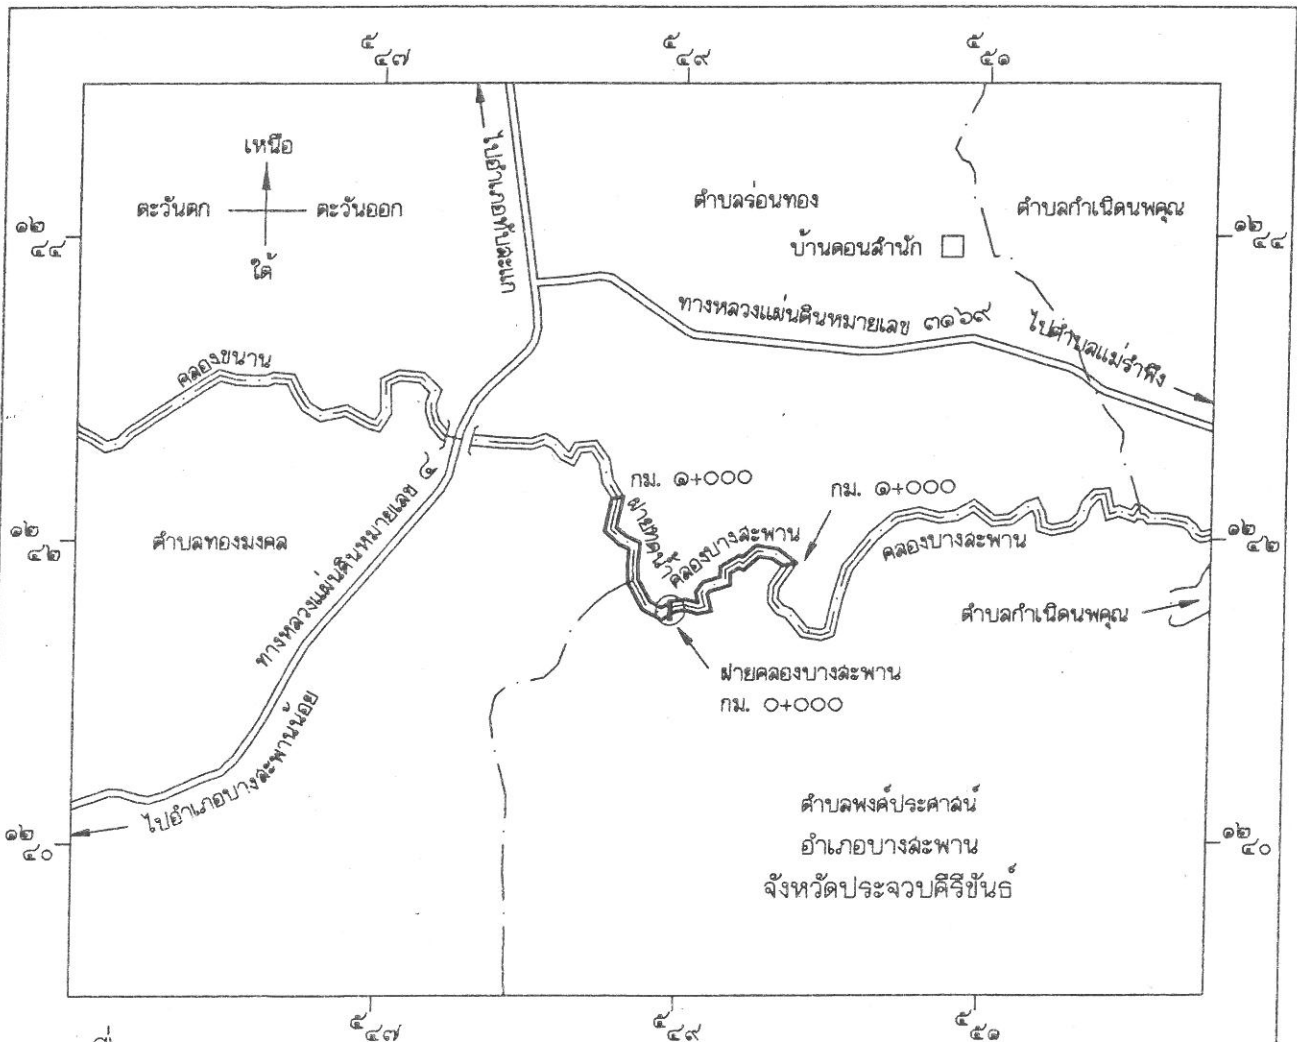 ๕๔๗
๕๔๙
๕๕๑
เหนือ
ตะวันตก
ตะวันออก
ใต้
ไปอำเภอทับสะแก
ตำบลร่อนทอง
ตำบลกำเนิดนพคุณ
บ้านดอนสำนัก
๑๒๔๔
๑๒๔๔
ทางหลวงแผ่นดินหมายเลข ๓๑๖๙
ไปตำบลแม่รำพึง
คลองขนาน
กม. ๑+๐๐๐
กม. ๑+๐๐๐
ฝายทดน้ำ
คลองบางสะพาน
คลองบางสะพาน
๑๒๔๒
๑๒๔๒
ตำบลทองมงคล
ทางหลวงแผ่นดินหมายเลข ๔
ตำบลกำเนิดนพคุณ
ฝายคลองบางสะพาน
กม. ๐+๐๐๐
ไปอำเภอบางสะพานน้อย
ตำบลพงศ์ประศาสน์
อำเภอบางสะพาน
จังหวัดประจวบคีรีขันธ์
๑๒๔๐
๑๒๔๐
๕๔๗
๕๔๙
๕๕๑